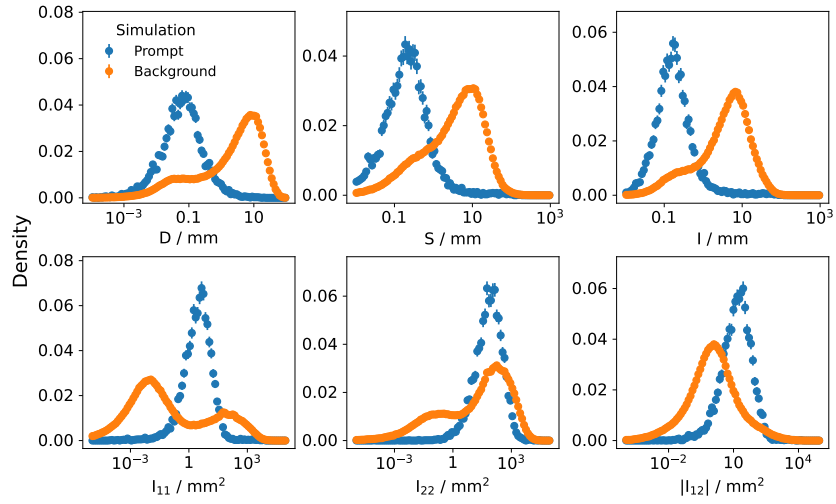 Density
Simulation
Prompt
Background
0.08
0.06
0.04
0.02
0.00
10⁻³ 0.1 10
D / mm
0.04
0.02
0.00
0.1 10 10³
S / mm
0.06
0.04
0.02
0.00
0.1 10 10³
I / mm
0.08
0.06
0.04
0.02
0.00
10⁻³ 1 10³
I₁₁ / mm²
0.06
0.04
0.02
0.00
10⁻³ 1 10³
I₂₂ / mm²
0.06
0.04
0.02
0.00
10⁻² 10 10⁴
|I₁₂| / mm²